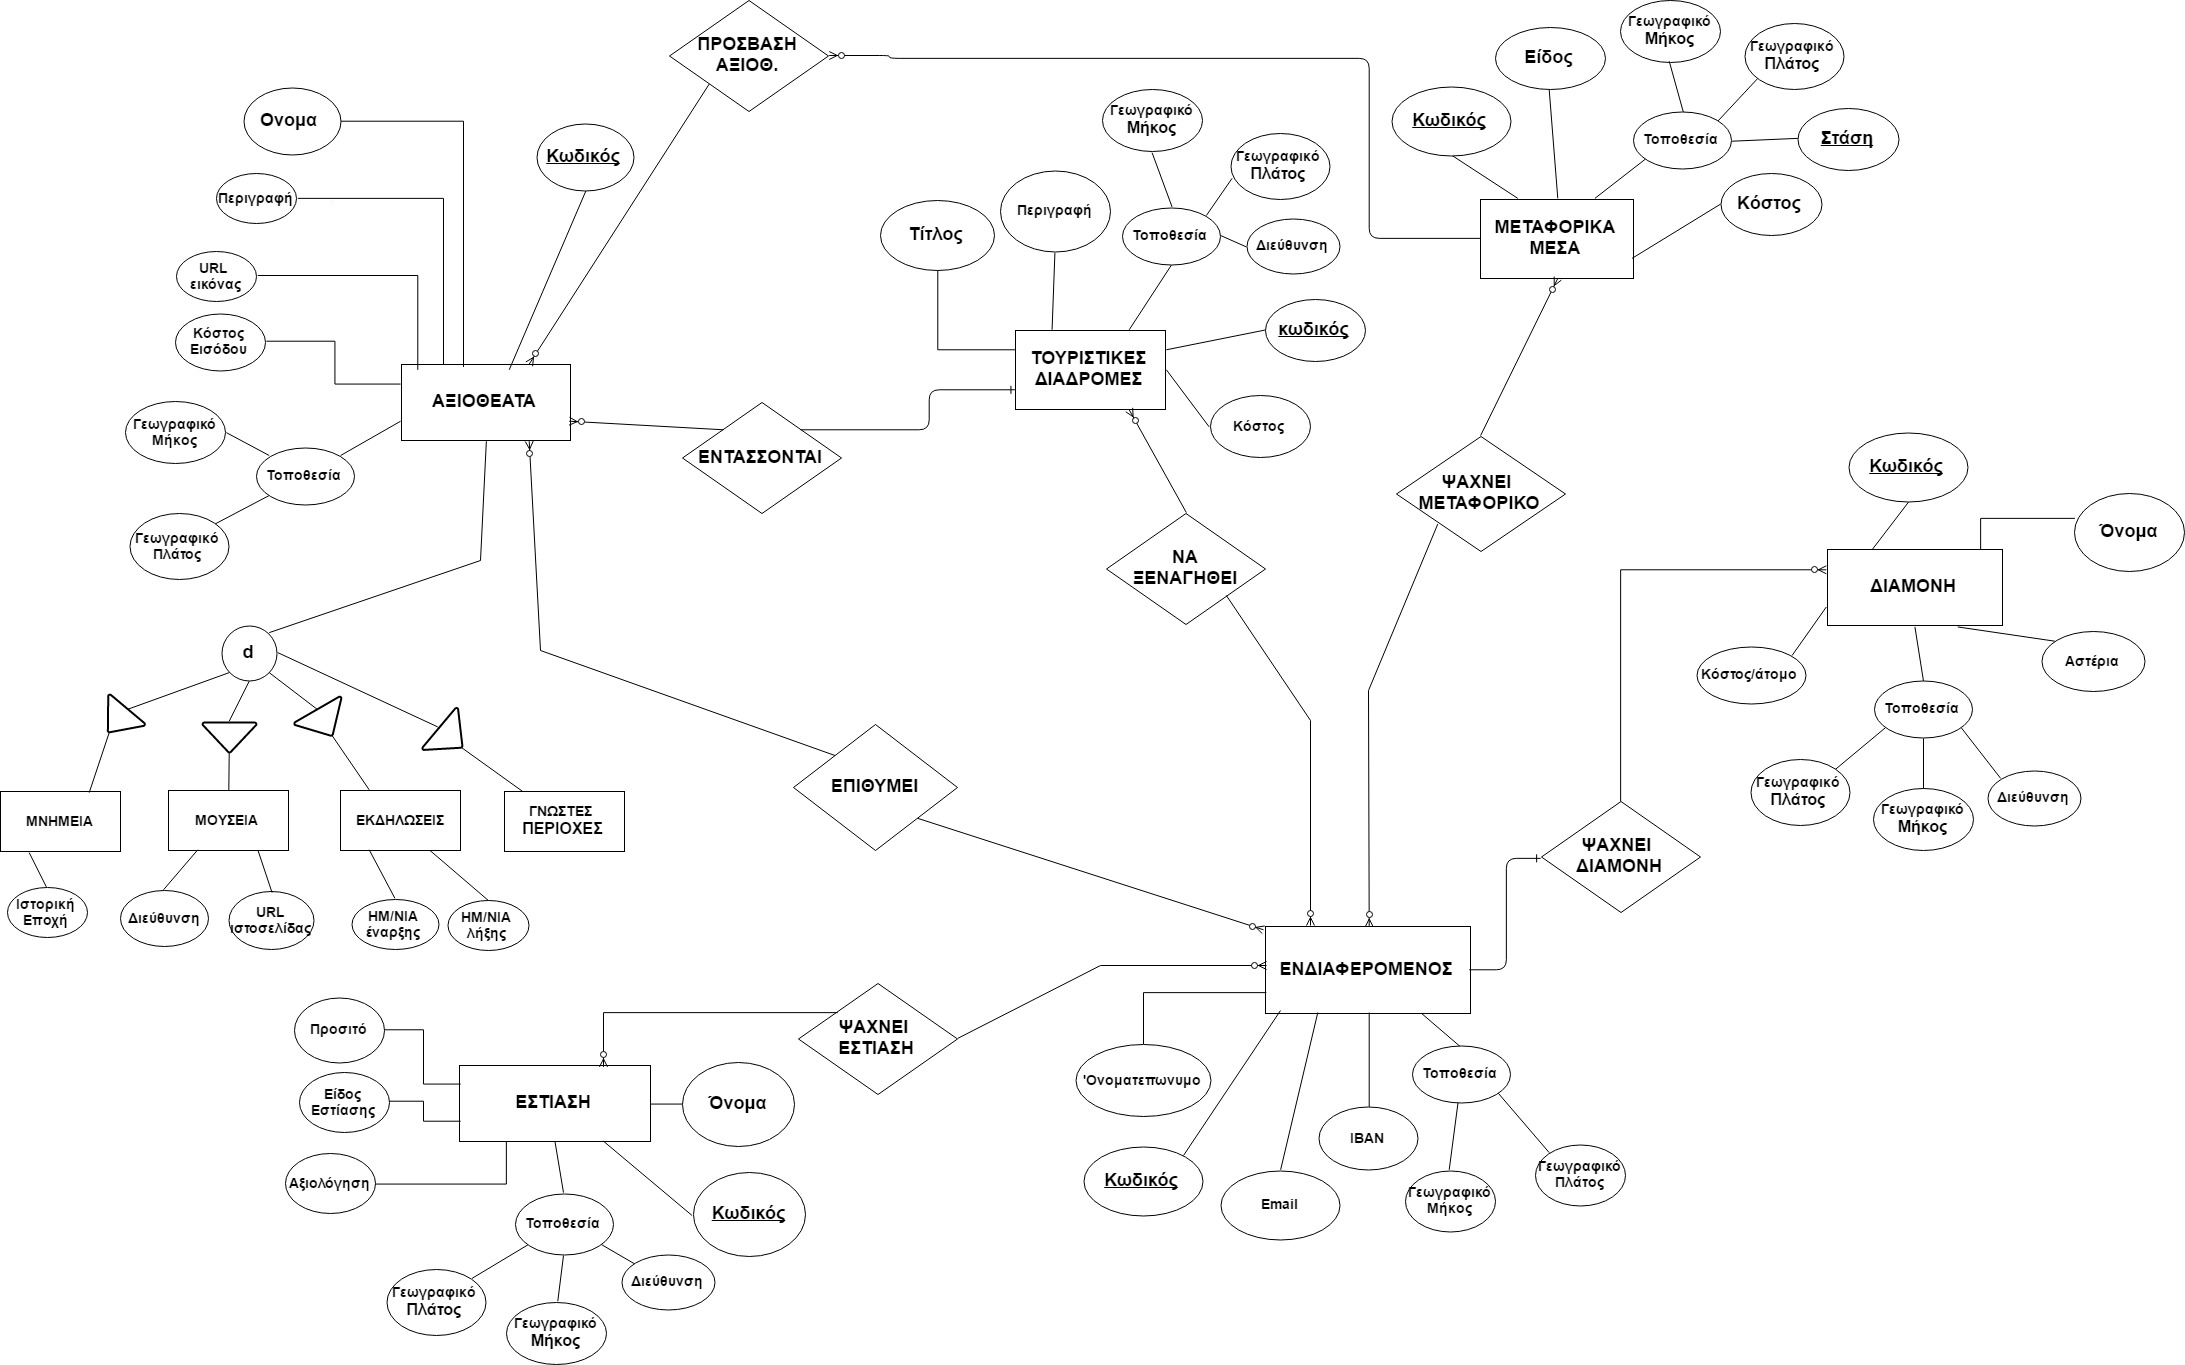 ΠΡΟΣΒΑΣΗ
ΑΞΙΟΘ.
Ονομα
Περιγραφή
URL
εικόνας
Κόστος
Εισόδου
Γεωγραφικό
Μήκος
Τοποθεσία
Γεωγραφικό
Πλάτος
Κωδικός
ΑΞΙΟΘΕΑΤΑ
ΕΝΤΑΣΣΟΝΤΑΙ
Τίτλος
Περιγραφή
Γεωγραφικό
Μήκος
Γεωγραφικό
Πλάτος
Τοποθεσία
Διεύθυνση
κωδικός
Κόστος
ΤΟΥΡΙΣΤΙΚΕΣ
ΔΙΑΔΡΟΜΕΣ
Κωδικός
Είδος
Γεωγραφικό
Μήκος
Γεωγραφικό
Πλάτος
Τοποθεσία
Στάση
Κόστος
ΜΕΤΑΦΟΡΙΚΑ
ΜΕΣΑ
ΨΑΧΝΕΙ
ΜΕΤΑΦΟΡΙΚΟ
ΝΑ
ΞΕΝΑΓΗΘΕΙ
Κωδικός
Όνομα
ΔΙΑΜΟΝΗ
Κόστος/άτομο
Αστέρια
Τοποθεσία
Γεωγραφικό
Πλάτος
Γεωγραφικό
Μήκος
Διεύθυνση
d
ΜΝΗΜΕΙΑ
ΜΟΥΣΕΙΑ
ΕΚΔΗΛΩΣΕΙΣ
ΓΝΩΣΤΕΣ
ΠΕΡΙΟΧΕΣ
Ιστορική
Εποχή
Διεύθυνση
URL
ιστοσελίδας
ΗΜ/ΝΙΑ
έναρξης
ΗΜ/ΝΙΑ
λήξης
ΕΠΙΘΥΜΕΙ
ΨΑΧΝΕΙ
ΔΙΑΜΟΝΗ
ΕΝΔΙΑΦΕΡΟΜΕΝΟΣ
ΨΑΧΝΕΙ
ΕΣΤΙΑΣΗ
Προσιτό
Είδος
Εστίασης
Αξιολόγηση
ΕΣΤΙΑΣΗ
Όνομα
Κωδικός
Τοποθεσία
Γεωγραφικό
Πλάτος
Γεωγραφικό
Μήκος
Διεύθυνση
'Ονοματεπωνυμο
Κωδικός
Email
IBAN
Τοποθεσία
Γεωγραφικό
Μήκος
Γεωγραφικό
Πλάτος